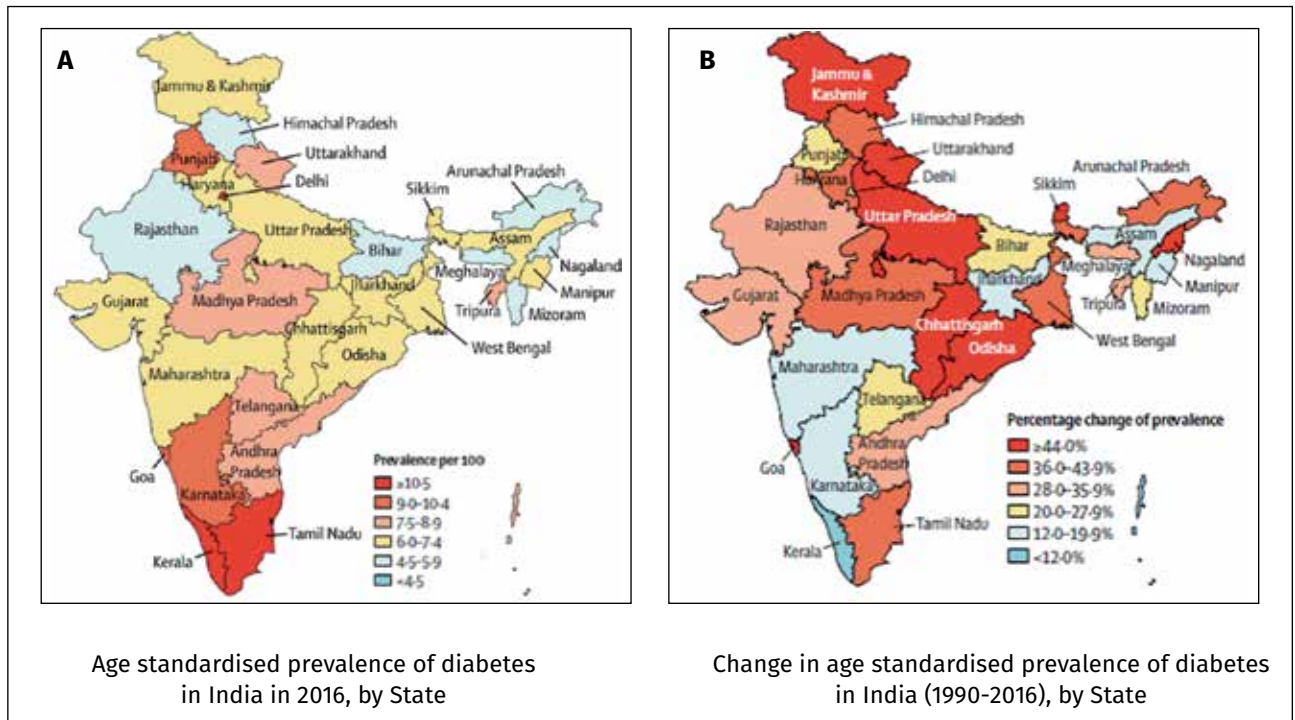 A
Jammu & Kashmir
Himachal Pradesh
Punjab
Uttarakhand
Haryana
Delhi
Arunachal Pradesh
Sikkim
Rajasthan
Uttar Pradesh
Bihar
Assam
Nagaland
Meghalaya
Manipur
Jharkhand
Gujarat
Madhya Pradesh
Tripura
Mizoram
Chhattisgarh
West Bengal
Odisha
Maharashtra
Telangana
Andhra
Pradesh
Goa
Karnataka
Tamil Nadu
Kerala
Prevalence per 100
≥10·5
9·0–10·4
7·5–8·9
6·0–7·4
4·5–5·9
<4·5
Age standardised prevalence of diabetes
in India in 2016, by State
B
Jammu &
Kashmir
Himachal Pradesh
Punjab
Uttarakhand
Haryana
Delhi
Arunachal Pradesh
Sikkim
Rajasthan
Uttar Pradesh
Bihar
Assam
Nagaland
Meghalaya
Manipur
Jharkhand
Gujarat
Madhya Pradesh
Tripura
Mizoram
Chhattisgarh
West Bengal
Odisha
Maharashtra
Telangana
Andhra
Pradesh
Goa
Karnataka
Tamil Nadu
Kerala
Percentage change of prevalence
≥44·0%
36·0–43·9%
28·0–35·9%
20·0–27·9%
12·0–19·9%
<12·0%
Change in age standardised prevalence of diabetes
in India (1990-2016), by State